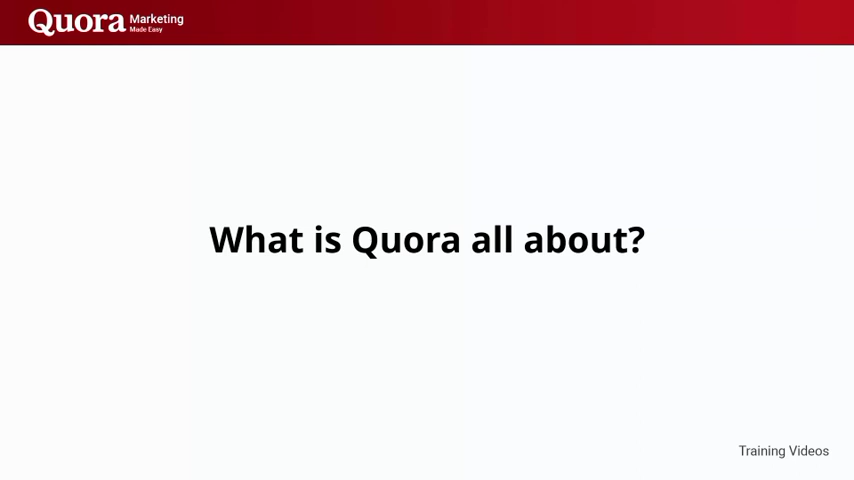 Quora Marketing
Made Easy
What is Quora all about?
Training Videos